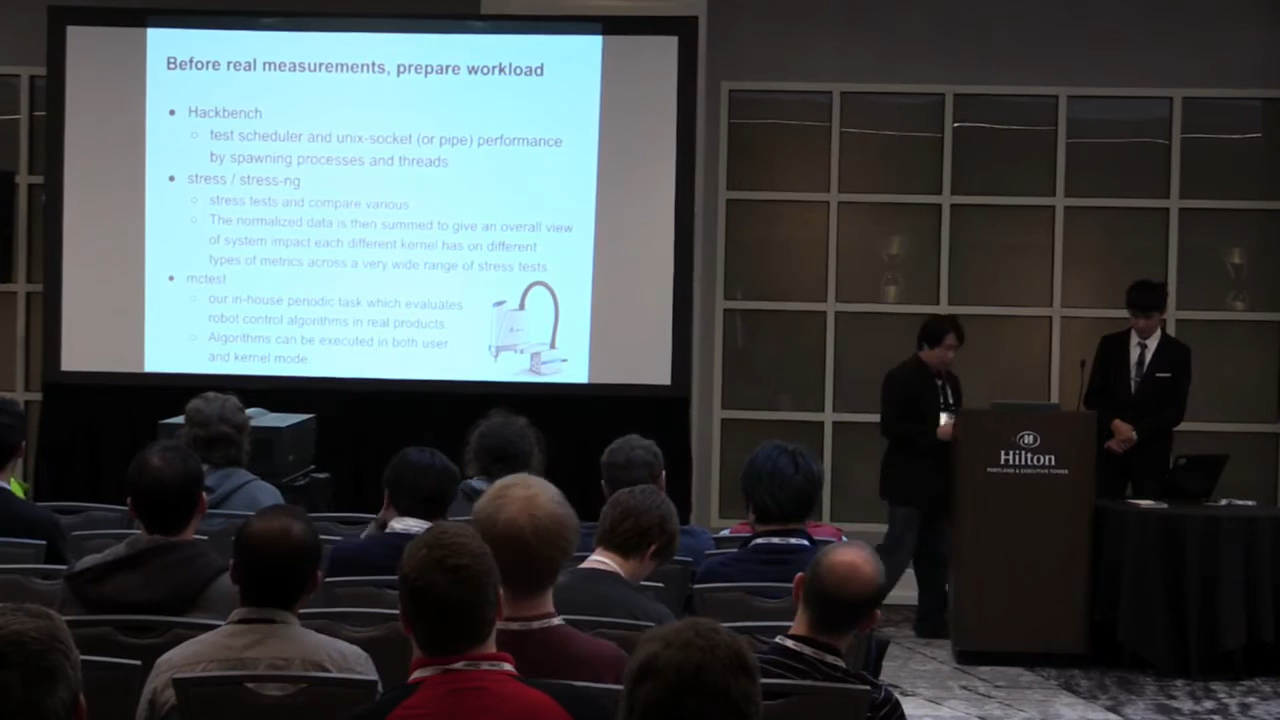 Before real measurements, prepare workload
● Hackbench
○ test scheduler and unix-socket (or pipe) performance
by spawning processes and threads
● stress / stress-ng
○ stress tests and compare various
○ The normalized data is then summed to give an overall view
of system impact each different kernel has on different
types of metrics across a very wide range of stress tests.
● mctest
○ our in-house periodic task which evaluates
robot control algorithms in real products.
○ Algorithms can be executed in both user
and kernel mode.
H
Hilton
PORTLAND & EXECUTIVE TOWER